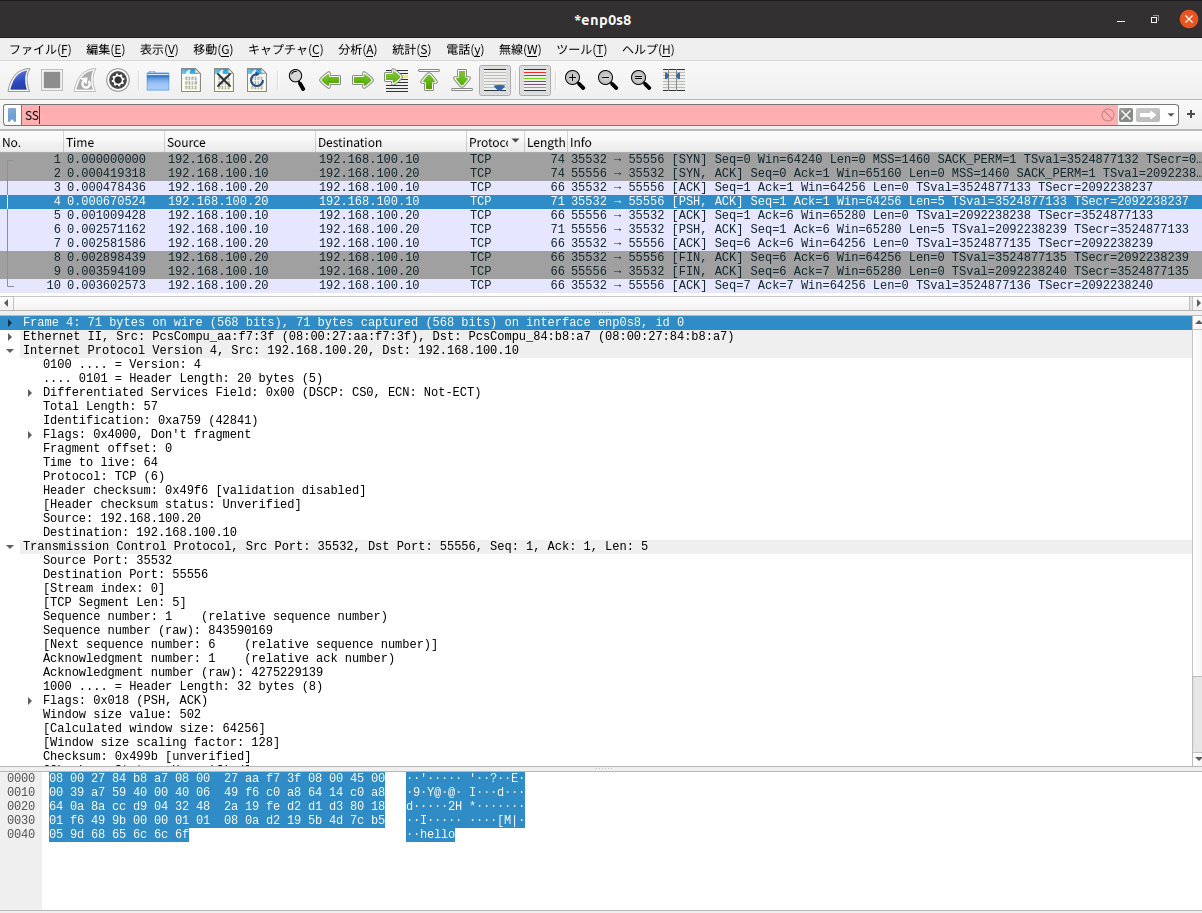 *enp0s8
ファイル(F) 編集(E) 表示(V) 移動(G) キャプチャ(C) 分析(A) 統計(S) 電話(y) 無線(W) ツール(T) ヘルプ(H)
SS
No. Time Source Destination Protoc Length Info
1 0.000000000 192.168.100.20 192.168.100.10 TCP 74 35532 → 55556 [SYN] Seq=0 Win=64240 Len=0 MSS=1460 SACK_PERM=1 TSval=3524877132 TSecr=0…
2 0.000419318 192.168.100.10 192.168.100.20 TCP 74 55556 → 35532 [SYN, ACK] Seq=0 Ack=1 Win=65160 Len=0 MSS=1460 SACK_PERM=1 TSval=2092238…
3 0.000478436 192.168.100.20 192.168.100.10 TCP 66 35532 → 55556 [ACK] Seq=1 Ack=1 Win=64256 Len=0 TSval=3524877133 TSecr=2092238237
4 0.000670524 192.168.100.20 192.168.100.10 TCP 71 35532 → 55556 [PSH, ACK] Seq=1 Ack=1 Win=64256 Len=5 TSval=3524877133 TSecr=2092238237
5 0.001009428 192.168.100.10 192.168.100.20 TCP 66 55556 → 35532 [ACK] Seq=1 Ack=6 Win=65280 Len=0 TSval=2092238238 TSecr=3524877133
6 0.002571162 192.168.100.10 192.168.100.20 TCP 71 55556 → 35532 [PSH, ACK] Seq=1 Ack=6 Win=65280 Len=5 TSval=2092238239 TSecr=3524877133
7 0.002581586 192.168.100.20 192.168.100.10 TCP 66 35532 → 55556 [ACK] Seq=6 Ack=6 Win=64256 Len=0 TSval=3524877135 TSecr=2092238239
8 0.002898439 192.168.100.20 192.168.100.10 TCP 66 35532 → 55556 [FIN, ACK] Seq=6 Ack=6 Win=64256 Len=0 TSval=3524877135 TSecr=2092238239
9 0.003594109 192.168.100.10 192.168.100.20 TCP 66 55556 → 35532 [FIN, ACK] Seq=6 Ack=7 Win=65280 Len=0 TSval=2092238240 TSecr=3524877135
10 0.003602573 192.168.100.20 192.168.100.10 TCP 66 35532 → 55556 [ACK] Seq=7 Ack=7 Win=64256 Len=0 TSval=3524877136 TSecr=2092238240
Frame 4: 71 bytes on wire (568 bits), 71 bytes captured (568 bits) on interface enp0s8, id 0
Ethernet II, Src: PcsCompu_aa:f7:3f (08:00:27:aa:f7:3f), Dst: PcsCompu_84:b8:a7 (08:00:27:84:b8:a7)
Internet Protocol Version 4, Src: 192.168.100.20, Dst: 192.168.100.10
0100 .... = Version: 4
.... 0101 = Header Length: 20 bytes (5)
Differentiated Services Field: 0x00 (DSCP: CS0, ECN: Not-ECT)
Total Length: 57
Identification: 0xa759 (42841)
Flags: 0x4000, Don't fragment
Fragment offset: 0
Time to live: 64
Protocol: TCP (6)
Header checksum: 0x49f6 [validation disabled]
[Header checksum status: Unverified]
Source: 192.168.100.20
Destination: 192.168.100.10
Transmission Control Protocol, Src Port: 35532, Dst Port: 55556, Seq: 1, Ack: 1, Len: 5
Source Port: 35532
Destination Port: 55556
[Stream index: 0]
[TCP Segment Len: 5]
Sequence number: 1    (relative sequence number)
Sequence number (raw): 843590169
[Next sequence number: 6    (relative sequence number)]
Acknowledgment number: 1    (relative ack number)
Acknowledgment number (raw): 4275229139
1000 .... = Header Length: 32 bytes (8)
Flags: 0x018 (PSH, ACK)
Window size value: 502
[Calculated window size: 64256]
[Window size scaling factor: 128]
Checksum: 0x499b [unverified]
0000 08 00 27 84 b8 a7 08 00 27 aa f7 3f 08 00 45 00 ··'····· '··?··E·
0010 00 39 a7 59 40 00 40 06 49 f6 c0 a8 64 14 c0 a8 ·9·Y@·@· I···d···
0020 64 0a 8a cc d9 04 32 48 2a 19 fe d2 d1 d3 80 18 d·····2H *·······
0030 01 f6 49 9b 00 00 01 01 08 0a d2 19 5b 4d 7c b5 ··I····· ····[M|·
0040 05 9d 68 65 6c 6c 6f ··hello